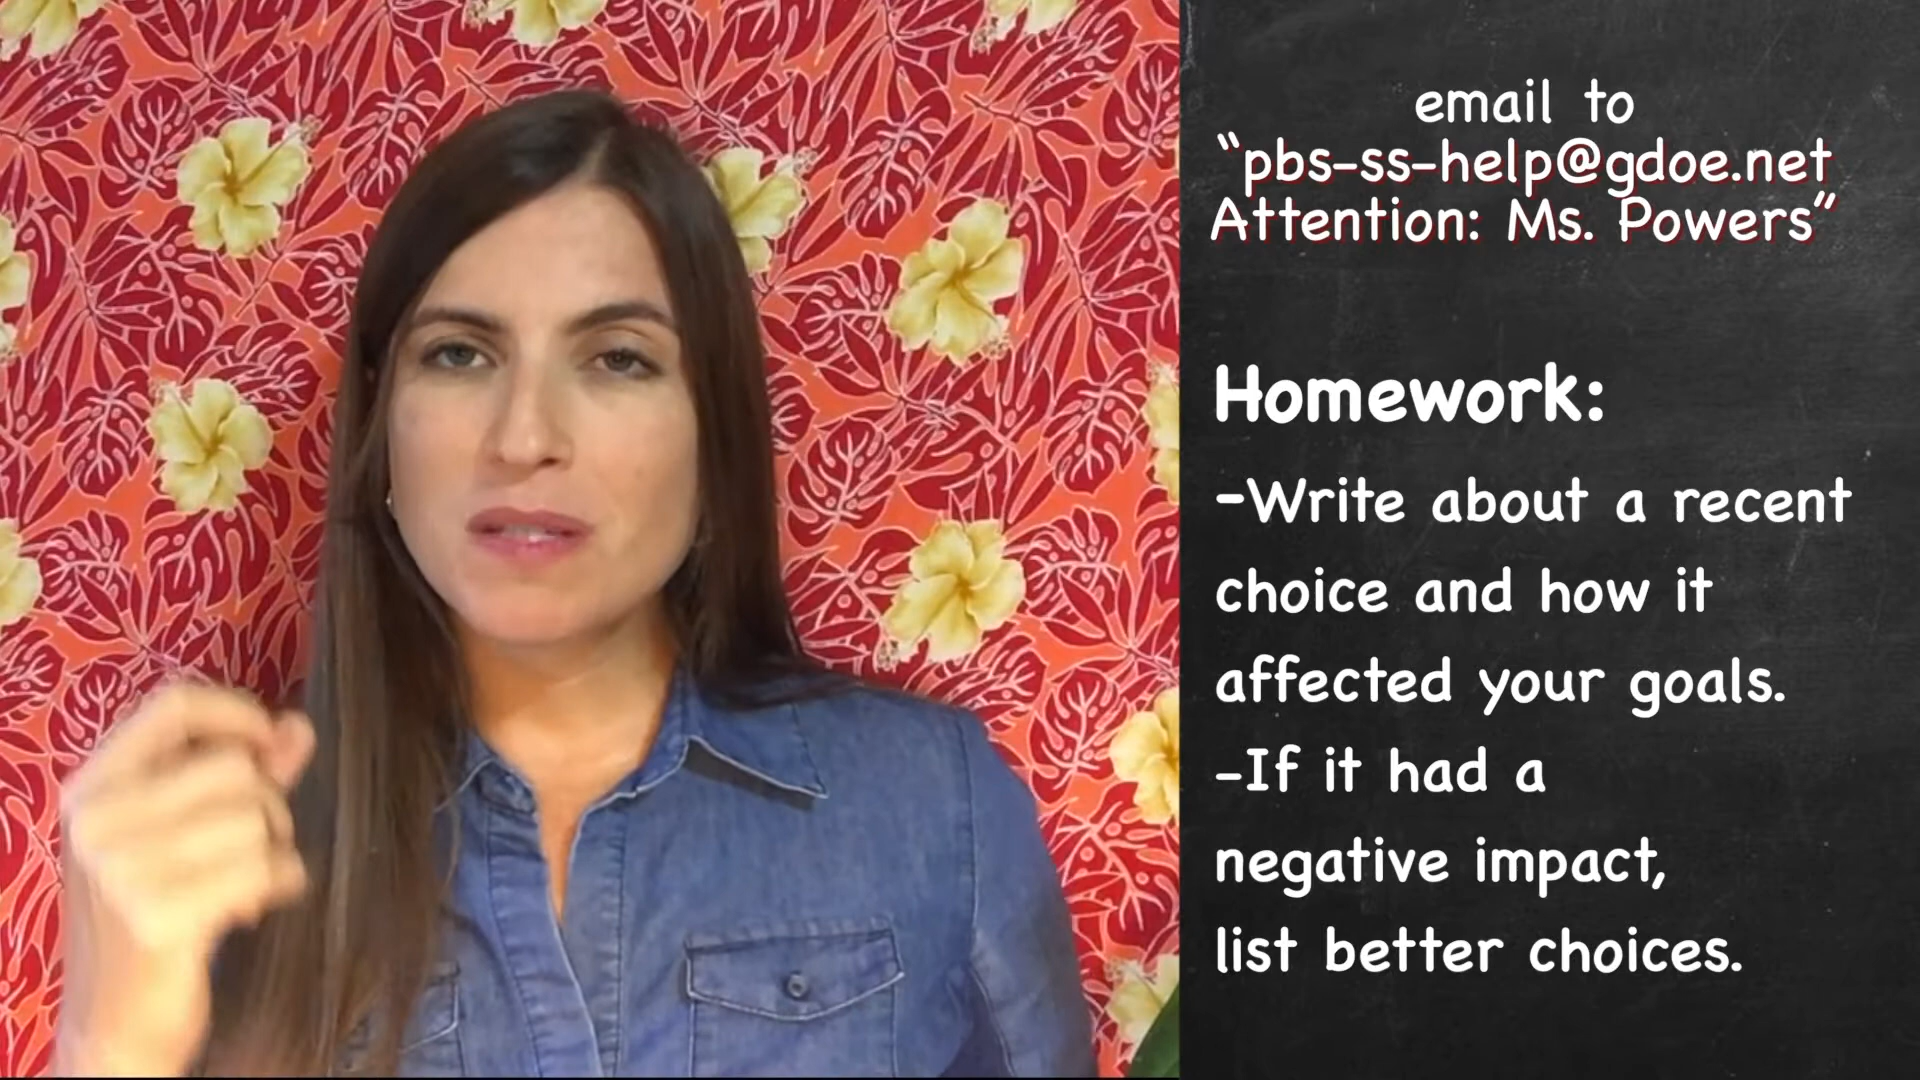 email to
“pbs-ss-help@gdoe.net
Attention: Ms. Powers”
Homework:
-Write about a recent
choice and how it
affected your goals.
-If it had a
negative impact,
list better choices.